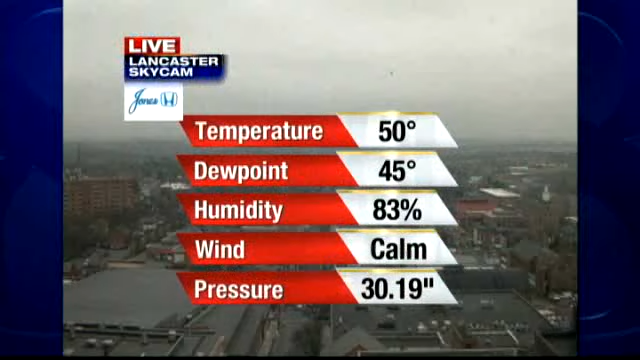 LIVE
LANCASTER
SKYCAM
Jones
Temperature 50°
Dewpoint 45°
Humidity 83%
Wind Calm
Pressure 30.19"